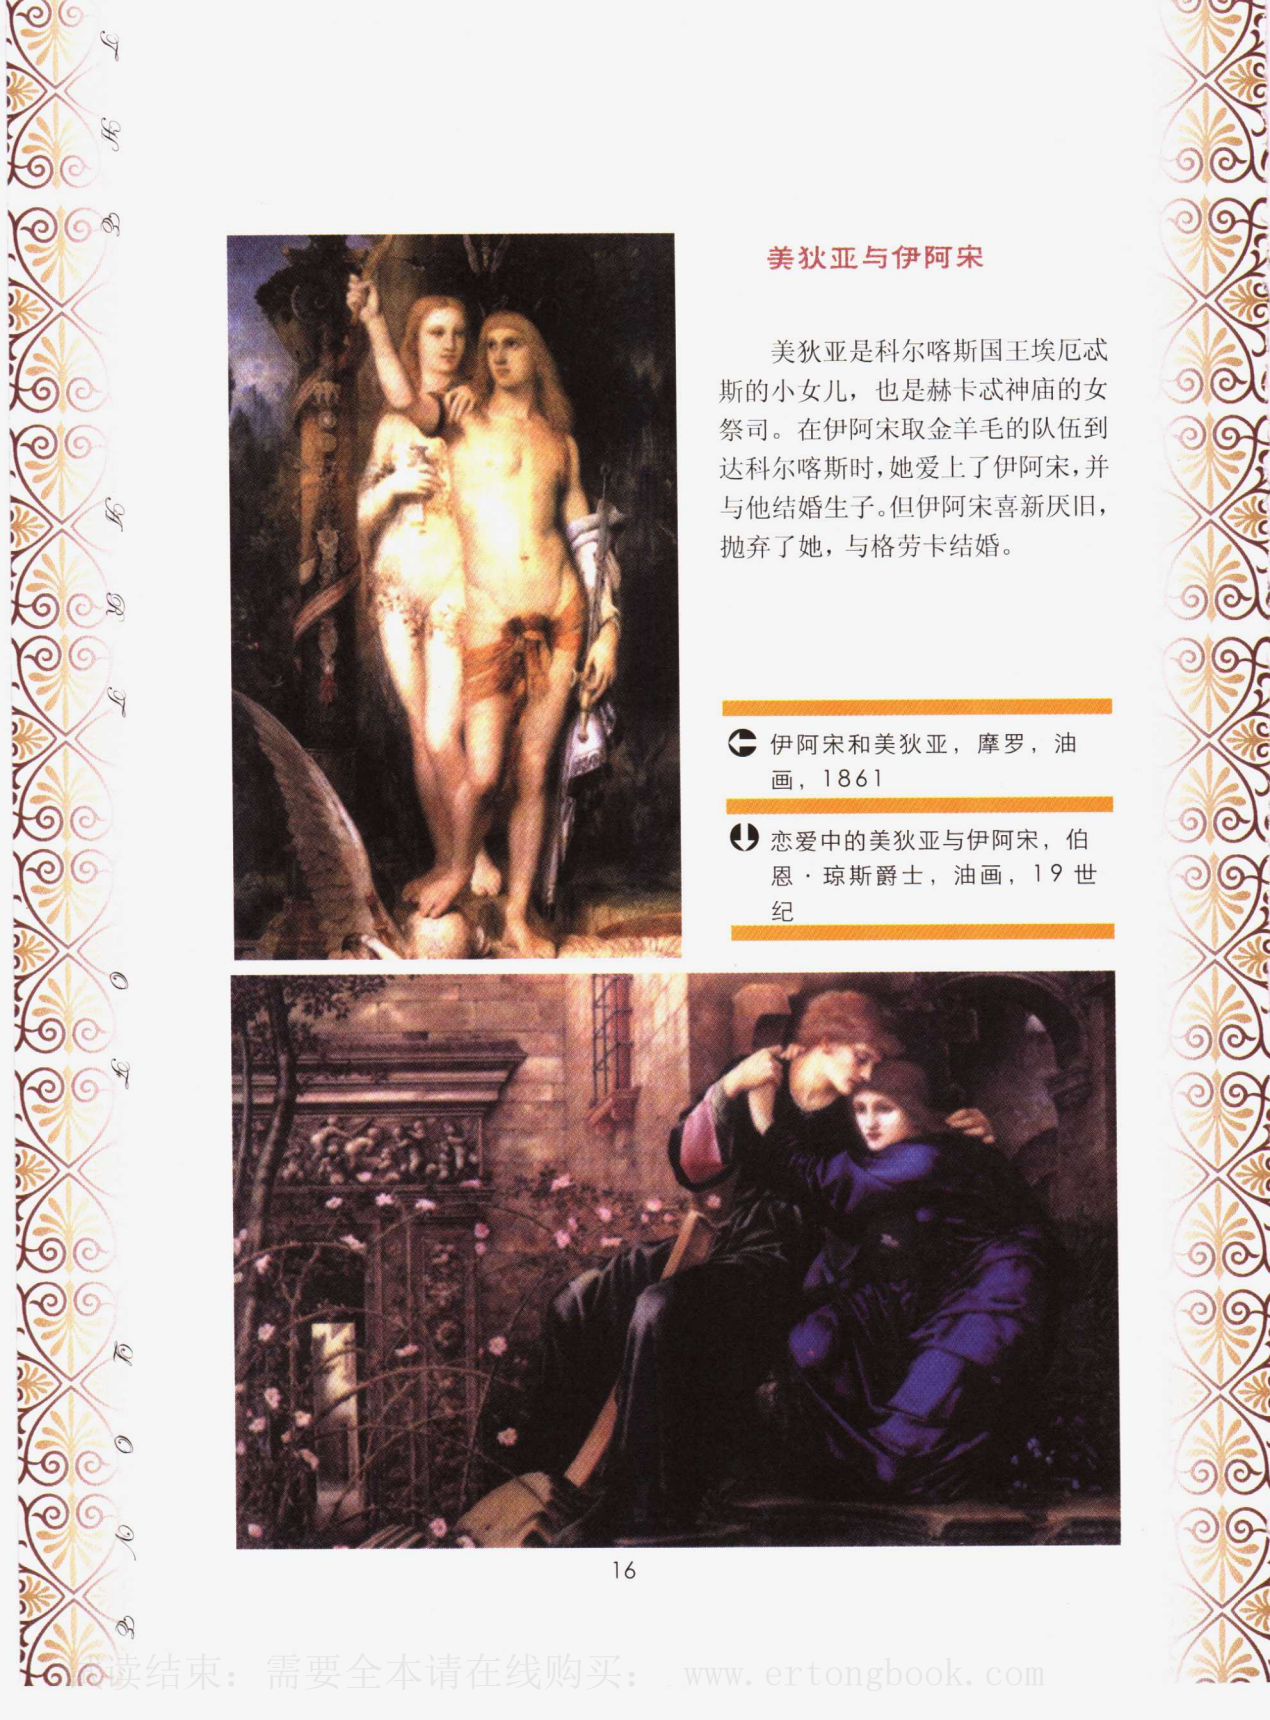 美狄亚与伊阿宋
美狄亚是科尔喀斯国王埃厄忒
斯的小女儿，也是赫卡忒神庙的女
祭司。在伊阿宋取金羊毛的队伍到
达科尔喀斯时，她爱上了伊阿宋，并
与他结婚生子。但伊阿宋喜新厌旧，
抛弃了她，与格劳卡结婚。
伊阿宋和美狄亚，摩罗，油
画，1861
恋爱中的美狄亚与伊阿宋，伯
恩·琼斯爵士，油画，19世
纪
16
读结束：需要全本请在线购买： www.ertongbook.com